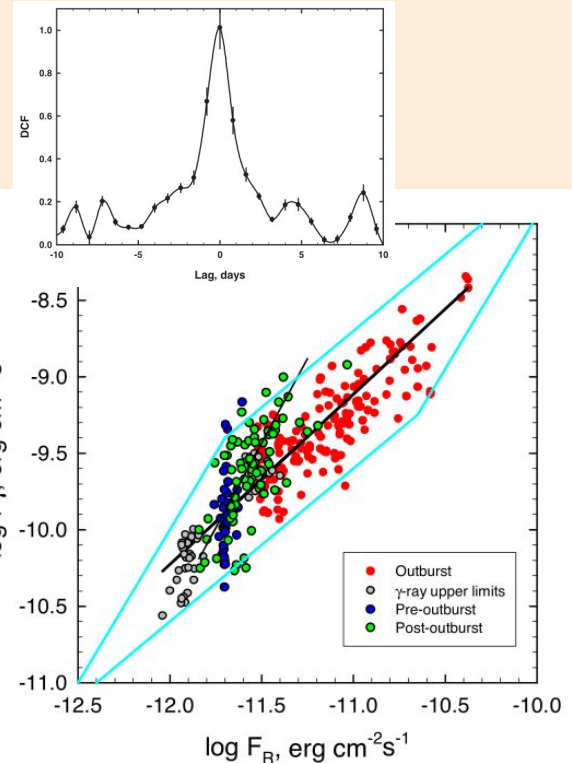 1.0
0.8
0.6
0.4
0.2
0.0
DCF
-10 -5 0 5 10
Lag, days
-8.5
-9.0
-9.5
-10.0
-10.5
-11.0
Outburst
γ-ray upper limits
Pre-outburst
Post-outburst
-12.5 -12.0 -11.5 -11.0 -10.5 -10.0
log F_R, erg cm⁻²s⁻¹